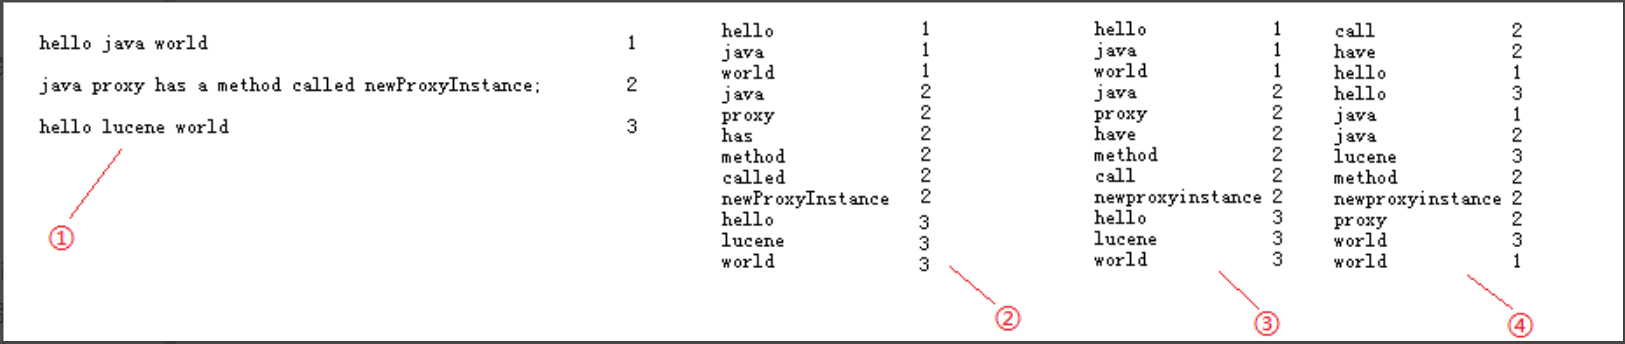 hello java world 1
java proxy has a method called newProxyInstance; 2
hello lucene world 3
①
hello 1
java 1
world 1
java 2
proxy 2
has 2
method 2
called 2
newProxyInstance 2
hello 3
lucene 3
world 3
②
hello 1
java 1
world 1
java 2
proxy 2
have 2
method 2
call 2
newproxyinstance 2
hello 3
lucene 3
world 3
③
call 2
have 2
hello 1
hello 3
java 1
java 2
lucene 3
method 2
newproxyinstance 2
proxy 2
world 3
world 1
④